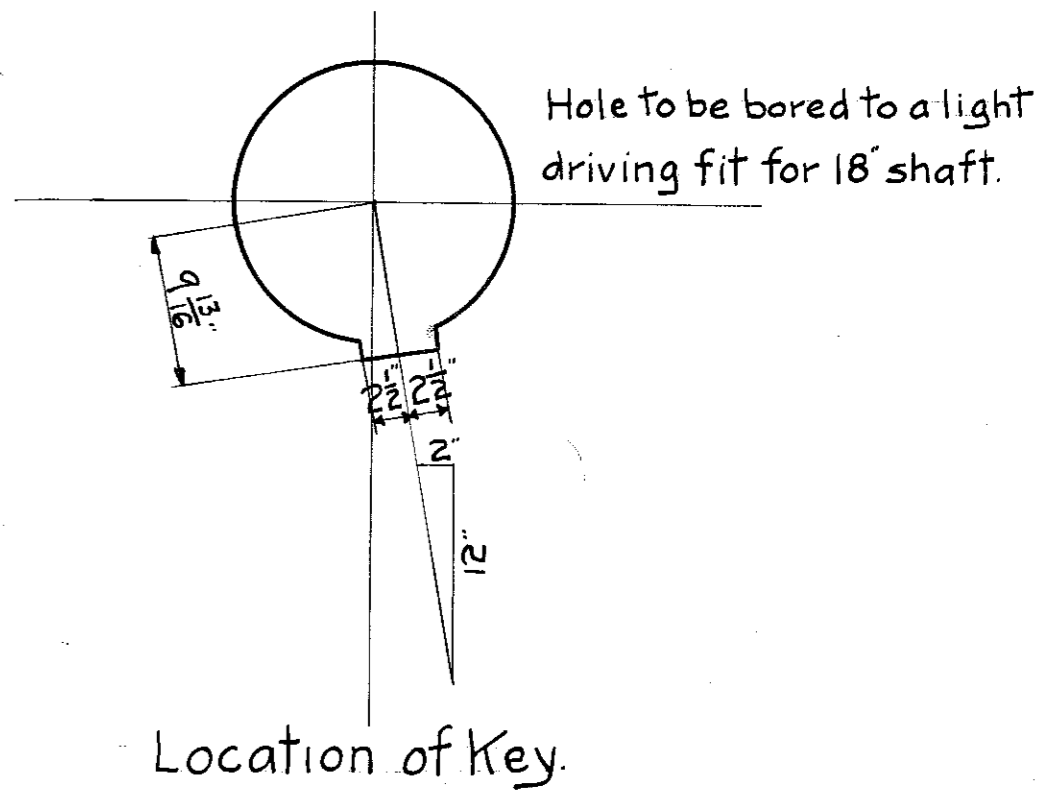 Hole to be bored to a light
driving fit for 18" shaft.
9 13/16"
2 1/2" 2 1/2"
2"
12"
Location of Key.